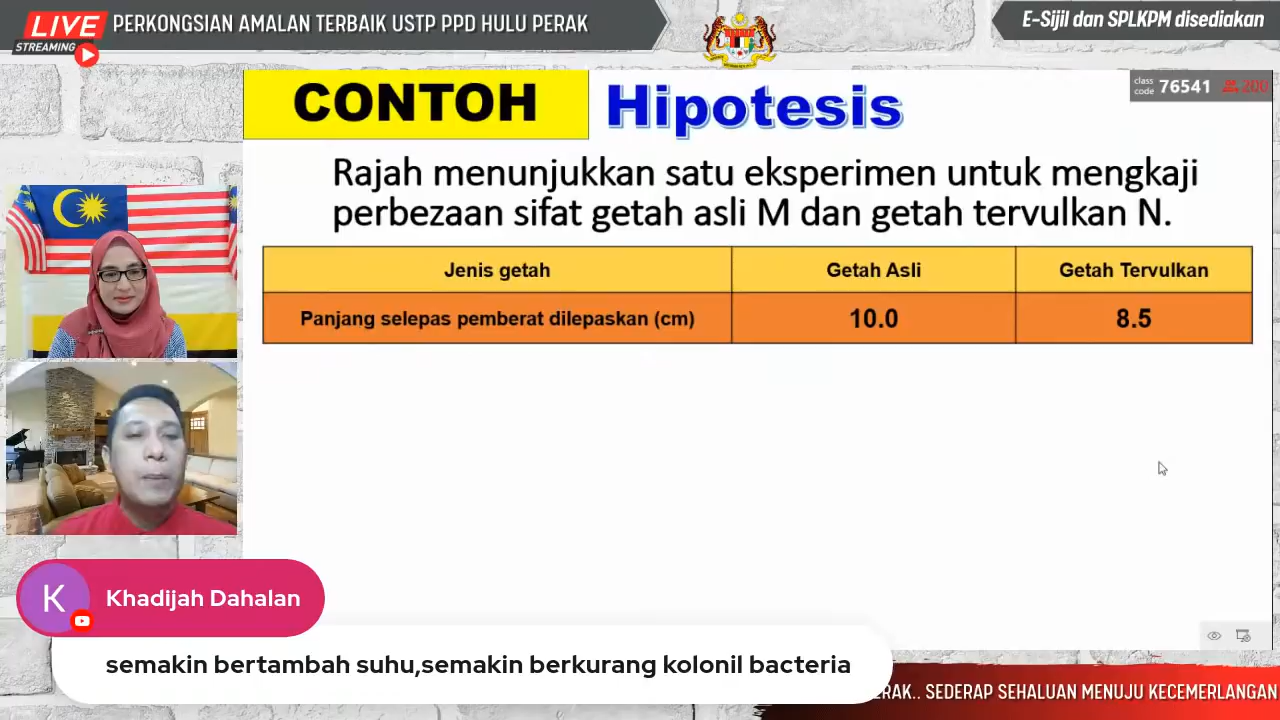 LIVE
STREAMING
PERKONGSIAN AMALAN TERBAIK USTP PPD HULU PERAK
E-Sijil dan SPLKPM disediakan
class code 76541 200
CONTOH
Hipotesis
Rajah menunjukkan satu eksperimen untuk mengkaji
perbezaan sifat getah asli M dan getah tervulkan N.
Jenis getah Getah Asli Getah Tervulkan
Panjang selepas pemberat dilepaskan (cm) 10.0 8.5
K
Khadijah Dahalan
semakin bertambah suhu,semakin berkurang kolonil bacteria
ERAK.. SEDERAP SEHALUAN MENUJU KECEMERLANGAN